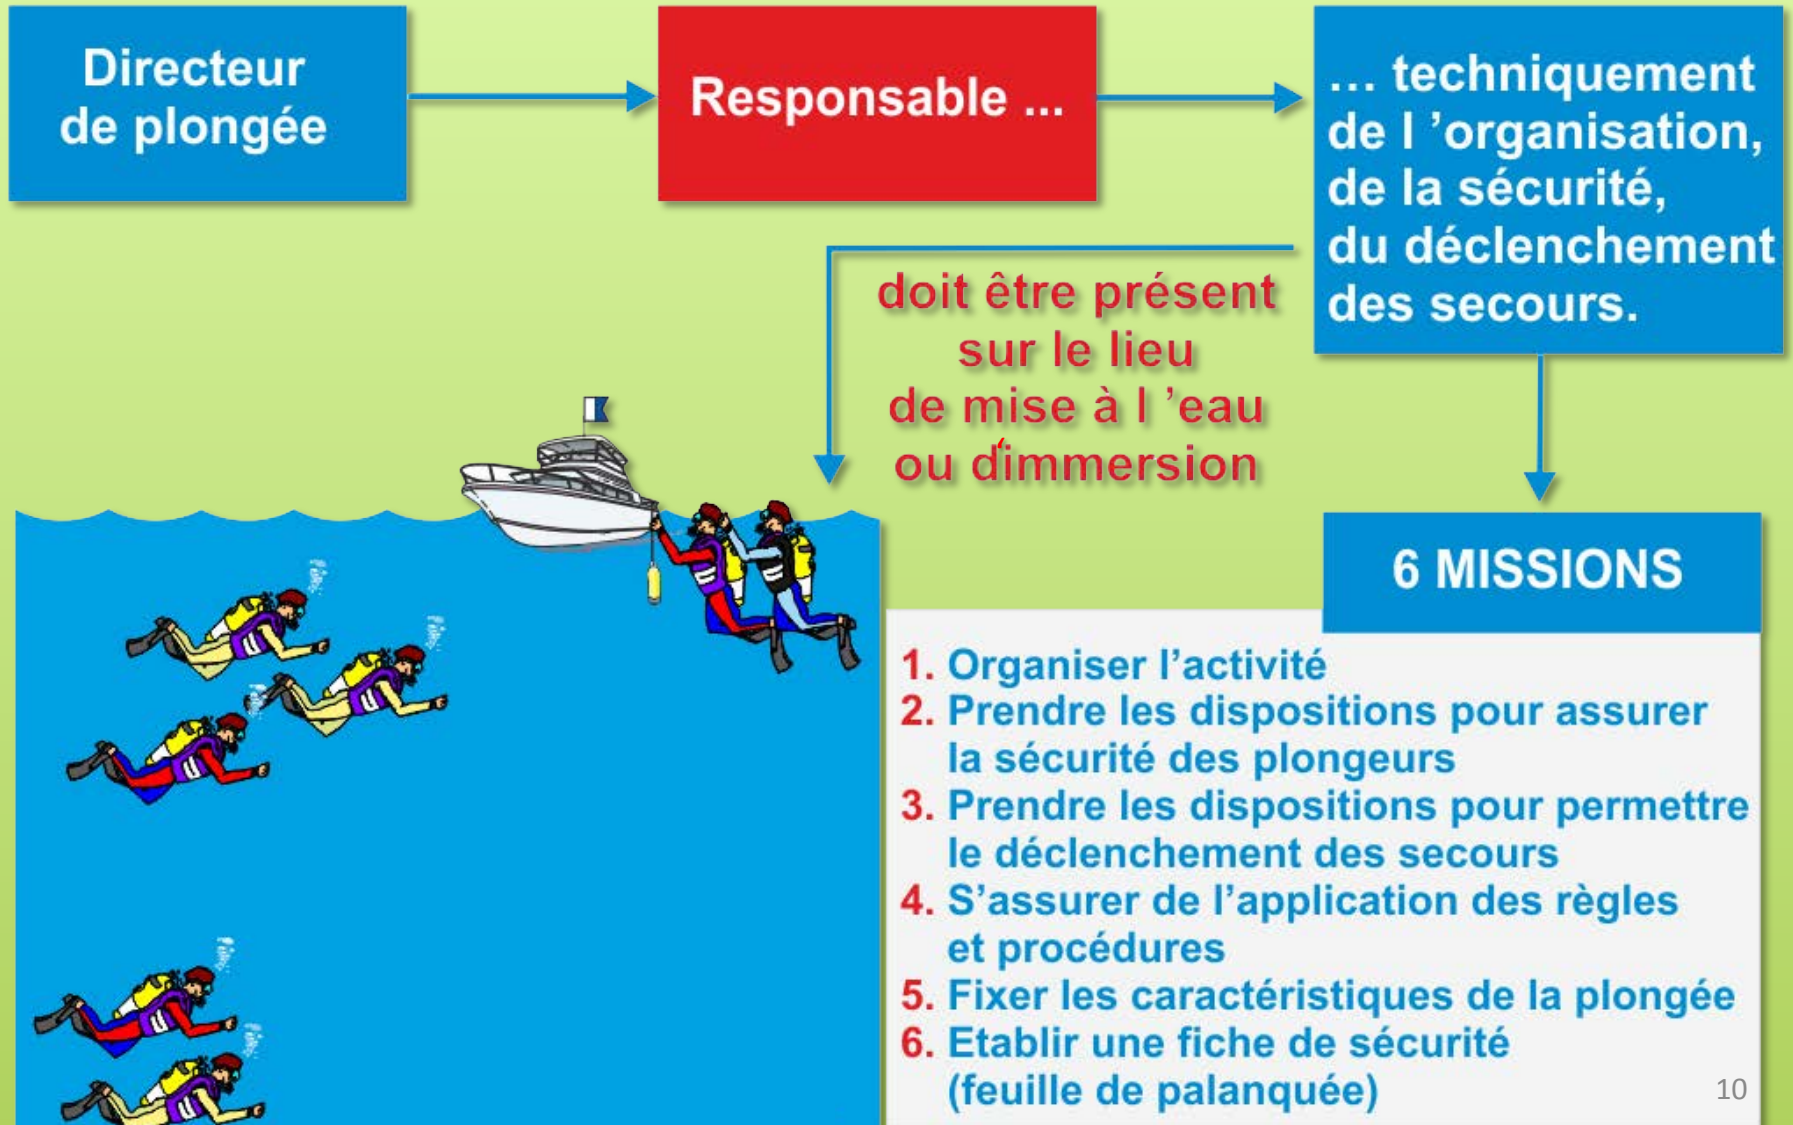 Directeur
de plongée
Responsable ...
... techniquement
de l ’organisation,
de la sécurité,
du déclenchement
des secours.
doit être présent
sur le lieu
de mise à l ’eau
ou d‘immersion
6 MISSIONS
1. Organiser l’activité
2. Prendre les dispositions pour assurer
la sécurité des plongeurs
3. Prendre les dispositions pour permettre
le déclenchement des secours
4. S’assurer de l’application des règles
et procédures
5. Fixer les caractéristiques de la plongée
6. Etablir une fiche de sécurité
(feuille de palanquée)
10